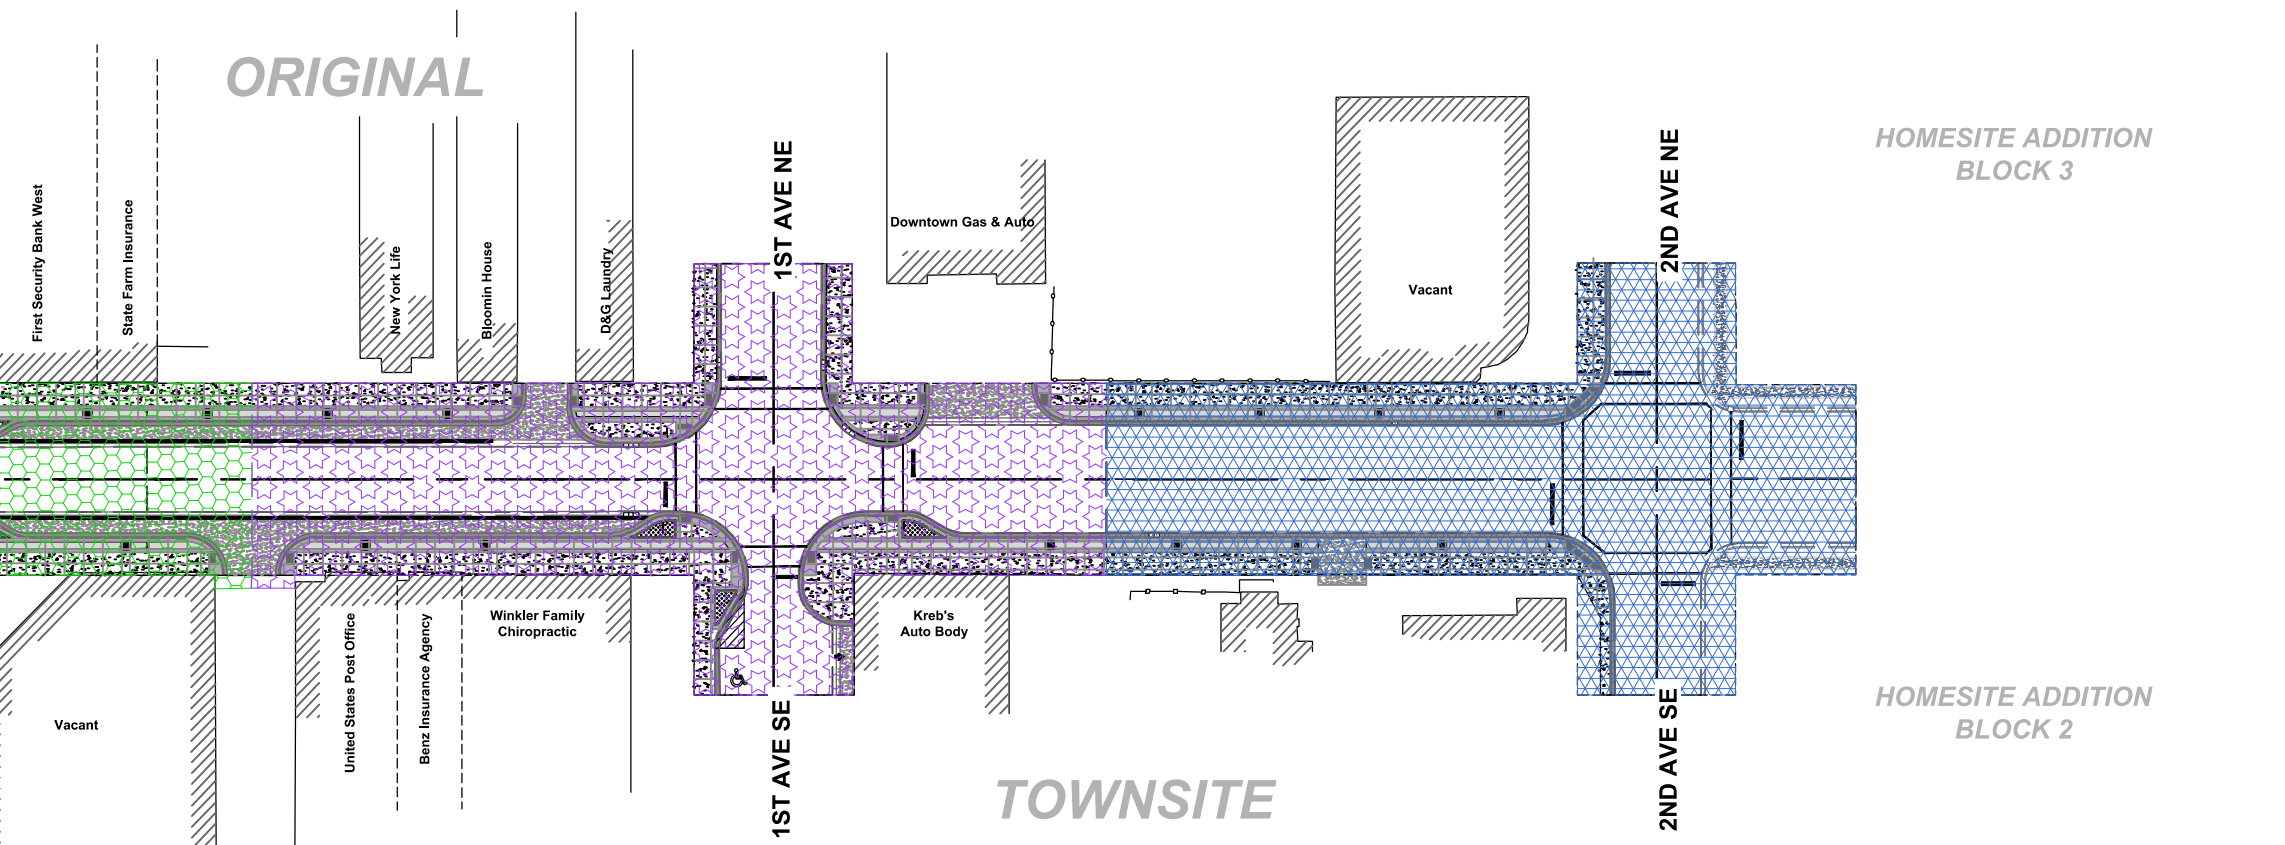 ORIGINAL
First Security Bank West
State Farm Insurance
New York Life
Bloomin House
D&G Laundry
1ST AVE NE
Downtown Gas & Auto
Vacant
2ND AVE NE
HOMESITE ADDITION
BLOCK 3
Vacant
United States Post Office
Benz Insurance Agency
Winkler Family
Chiropractic
1ST AVE SE
Kreb's
Auto Body
TOWNSITE
2ND AVE SE
HOMESITE ADDITION
BLOCK 2